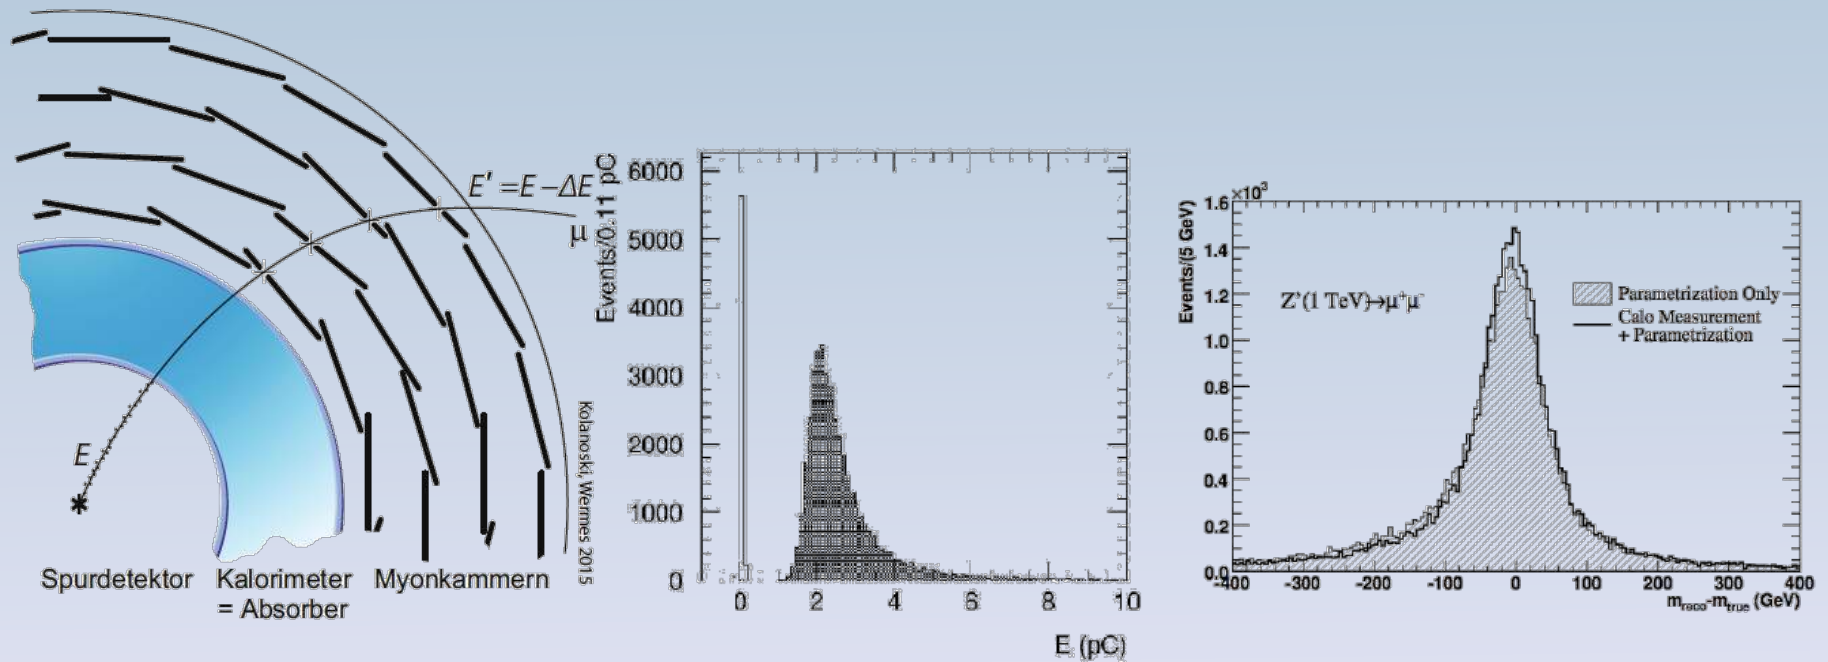 E' =E−ΔE
μ
E
Kolanoski, Wermes 2015
Spurdetektor
Kalorimeter
= Absorber
Myonkammern
Events/0.11 pC
6000
5000
4000
3000
2000
1000
0
0 2 4 6 8 10
E (pC)
×10³
Events/(5 GeV)
1.6
1.4
1.2
1.0
0.8
0.6
0.4
0.2
0.0
Z'(1 TeV)→μ⁺μ⁻
Parametrization Only
Calo Measurement
+ Parametrization
-400 -300 -200 -100 0 100 200 300 400
m_reco-m_true (GeV)